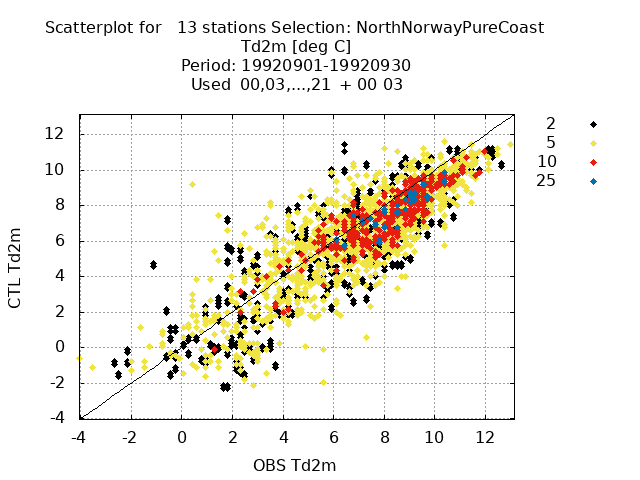 Scatterplot for   13 stations Selection: NorthNorwayPureCoast
Td2m [deg C]
Period: 19920901-19920930
Used  00,03,...,21  + 00 03
2
5
10
25
12
10
8
6
4
2
0
-2
-4
CTL Td2m
-4 -2 0 2 4 6 8 10 12
OBS Td2m